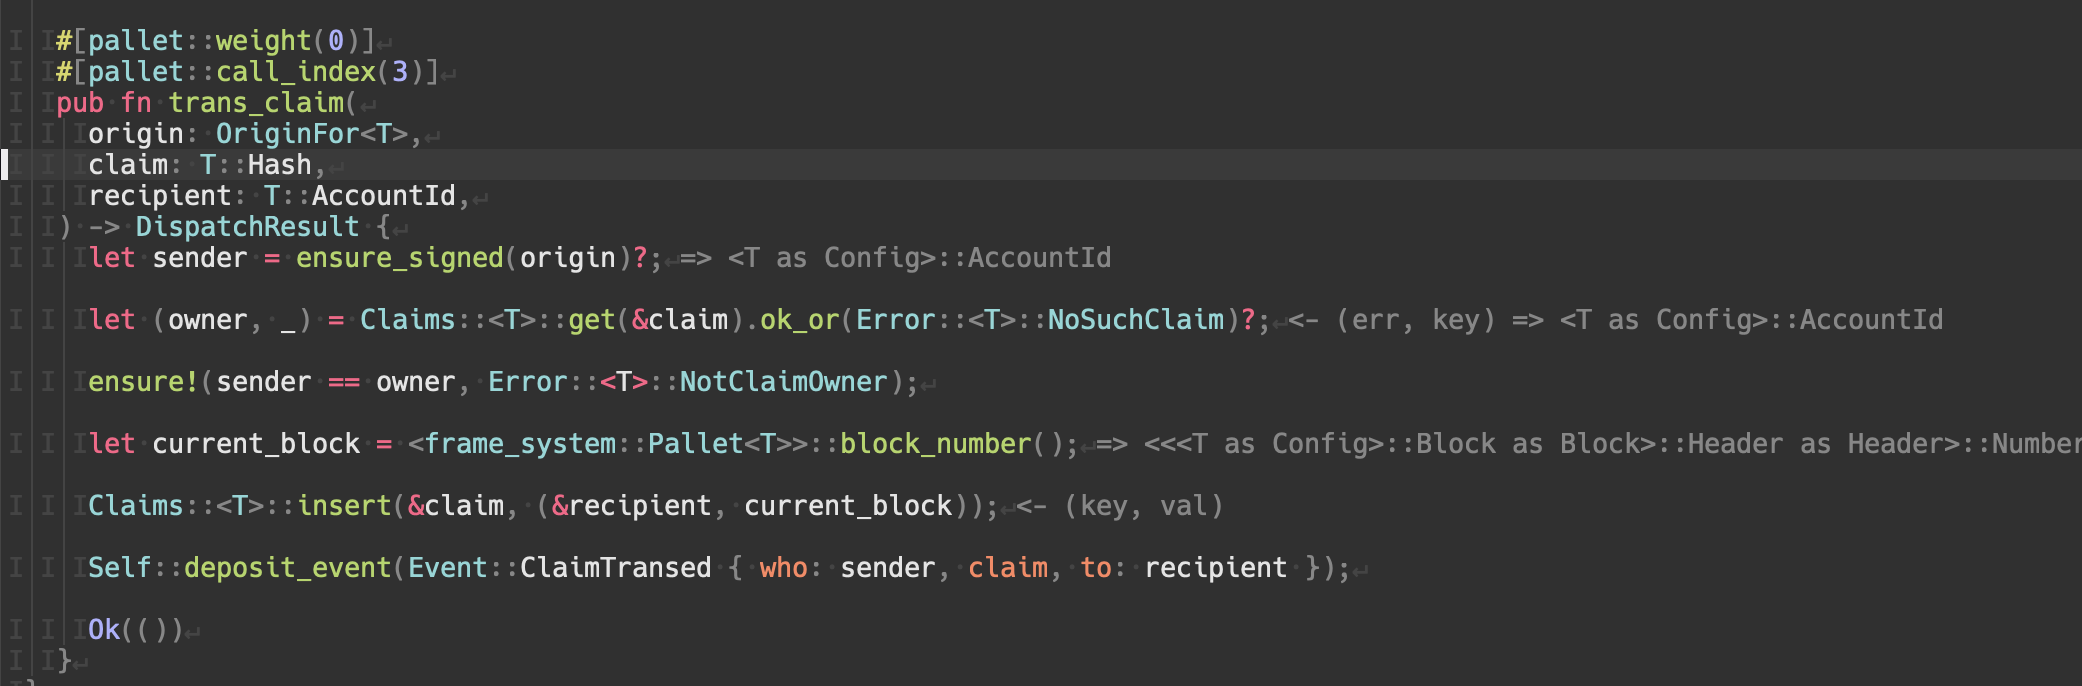 #[pallet::weight(0)]
#[pallet::call_index(3)]
pub fn trans_claim(
origin: OriginFor<T>,
claim: T::Hash,
recipient: T::AccountId,
) -> DispatchResult {
let sender = ensure_signed(origin)?; => <T as Config>::AccountId
let (owner, _) = Claims::<T>::get(&claim).ok_or(Error::<T>::NoSuchClaim)?; <- (err, key) => <T as Config>::AccountId
ensure!(sender == owner, Error::<T>::NotClaimOwner);
let current_block = <frame_system::Pallet<T>>::block_number(); => <<<T as Config>::Block as Block>::Header as Header>::Number
Claims::<T>::insert(&claim, (&recipient, current_block)); <- (key, val)
Self::deposit_event(Event::ClaimTransed { who: sender, claim, to: recipient });
Ok(())
}